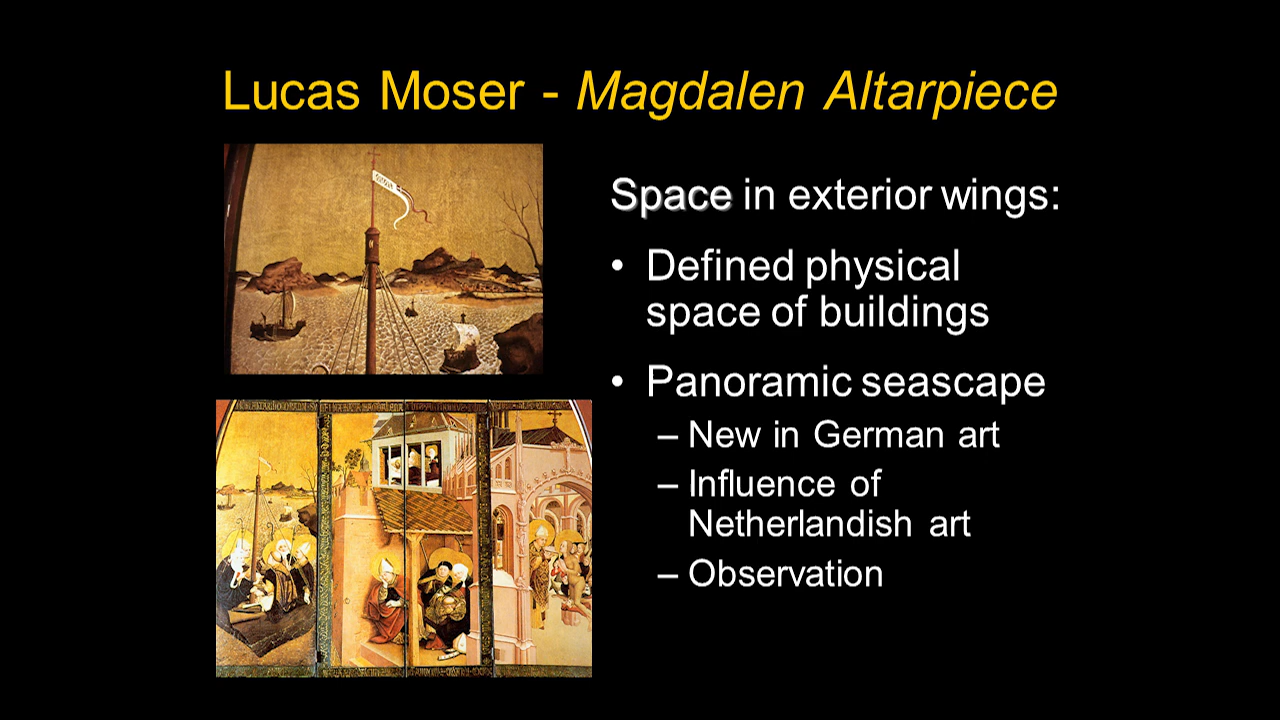 Lucas Moser - Magdalen Altarpiece
Space in exterior wings:
• Defined physical
space of buildings
• Panoramic seascape
– New in German art
– Influence of
Netherlandish art
– Observation